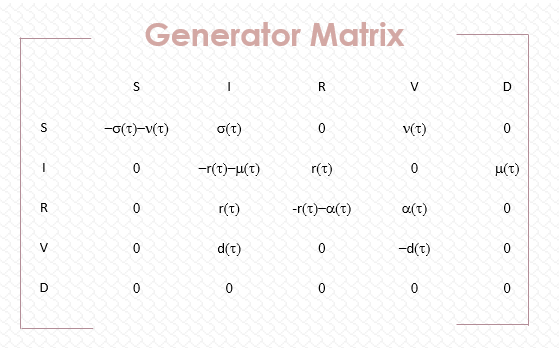 Generator Matrix
S I R V D
S −σ(τ)−ν(τ) σ(τ) 0 ν(τ) 0
I 0 −r(τ)−μ(τ) r(τ) 0 μ(τ)
R 0 r(τ) -r(τ)−α(τ) α(τ) 0
V 0 d(τ) 0 −d(τ) 0
D 0 0 0 0 0